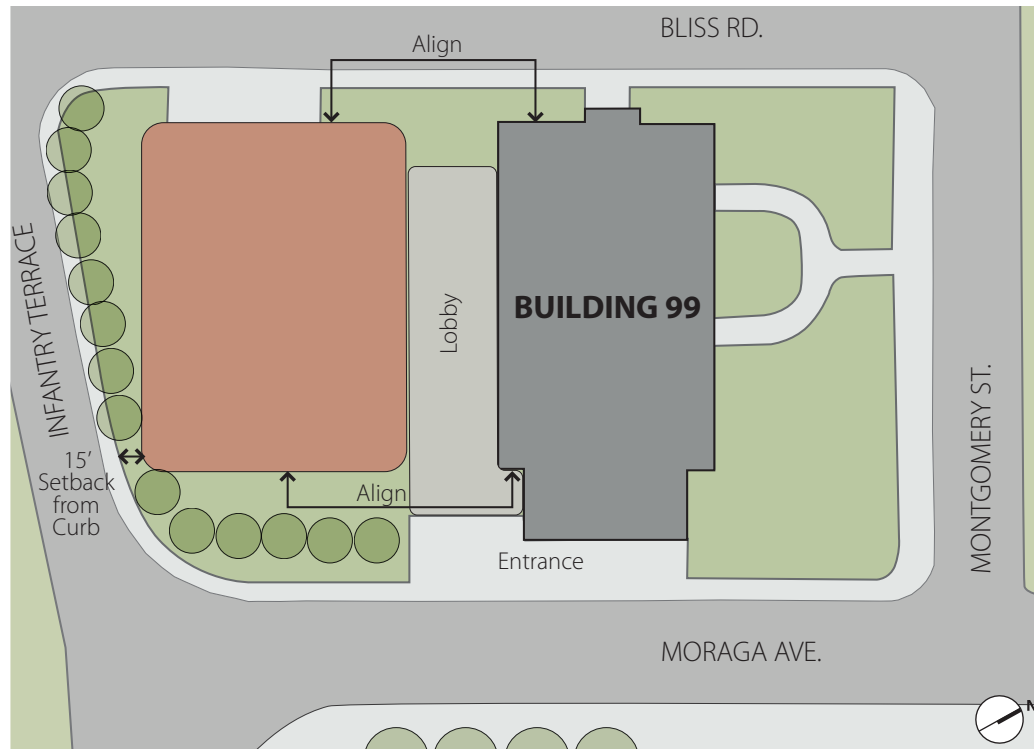 BLISS RD.
Align
INFANTRY TERRACE
Lobby
BUILDING 99
MONTGOMERY ST.
15’
Setback
from
Curb
Align
Entrance
MORAGA AVE.
N